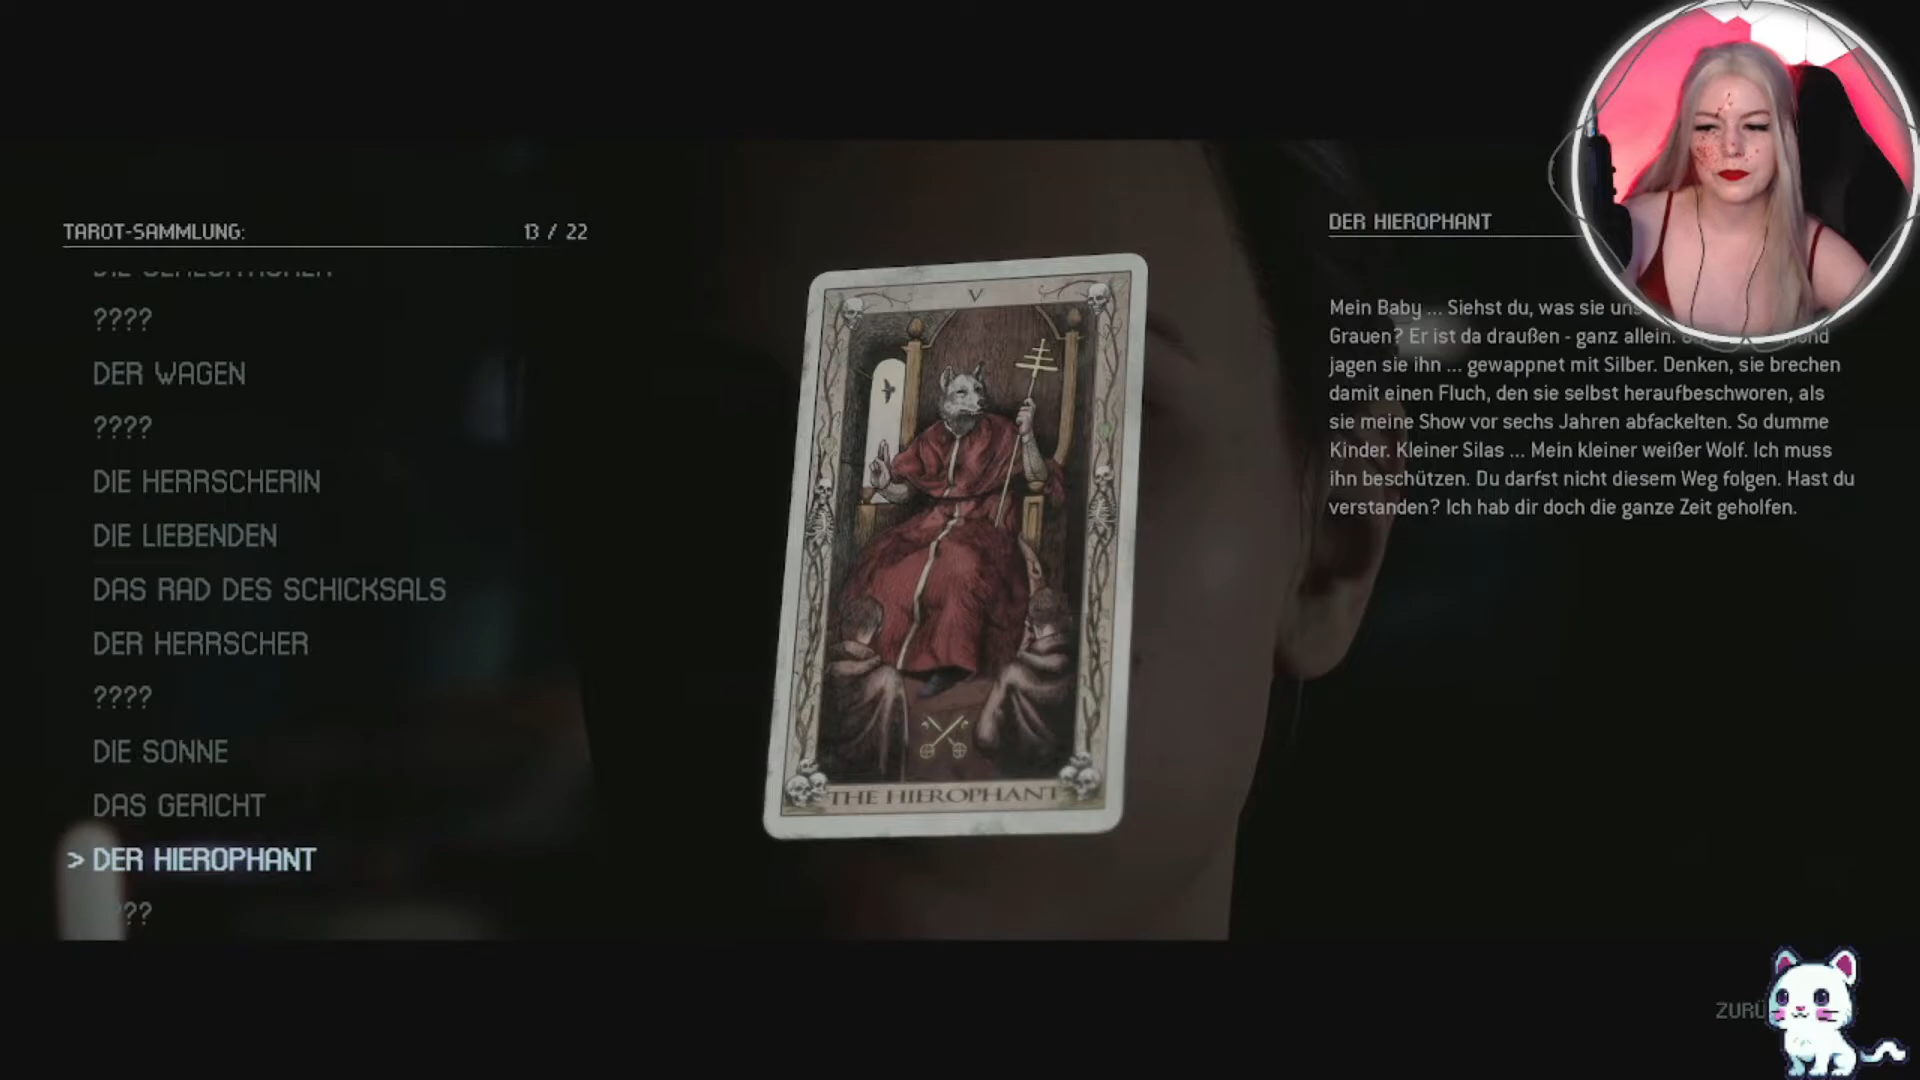 TAROT-SAMMLUNG: 13 / 22
????
DER WAGEN
????
DIE HERRSCHERIN
DIE LIEBENDEN
DAS RAD DES SCHICKSALS
DER HERRSCHER
????
DIE SONNE
DAS GERICHT
> DER HIEROPHANT
??
V
THE HIEROPHANT
DER HIEROPHANT
Mein Baby ... Siehst du, was sie
Grauen? Er ist da draußen - ganz allein.
jagen sie ihn ... gewappnet mit Silber. Denken, sie brechen
damit einen Fluch, den sie selbst heraufbeschworen, als
sie meine Show vor sechs Jahren abfackelten. So dumme
Kinder. Kleiner Silas ... Mein kleiner weißer Wolf. Ich muss
ihn beschützen. Du darfst nicht diesem Weg folgen. Hast du
verstanden? Ich hab dir doch die ganze Zeit geholfen.